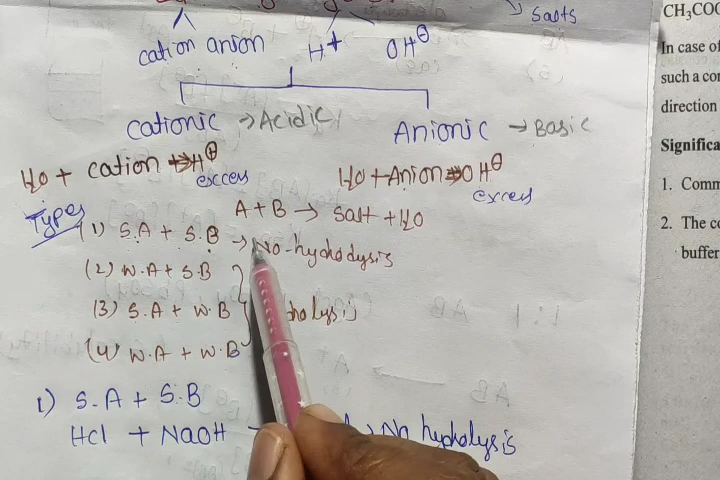 salts
cation anion H+ OH⊖
Cationic → Acidic
Anionic → Basic
H2O + cation → H⊕
excess
H2O + Anion → OH⊖
excess
Types
A + B → salt + H2O
(1) S.A + S.B → No-hydrolysis
(2) W.A + S.B
(3) S.A + W.B
(4) W.A + W.B
1) S.A + S.B
HCl + NaOH
No hydrolysis
CH₃COO
In case of
such a
direction
Significa
1. Comm
2. The
buffer